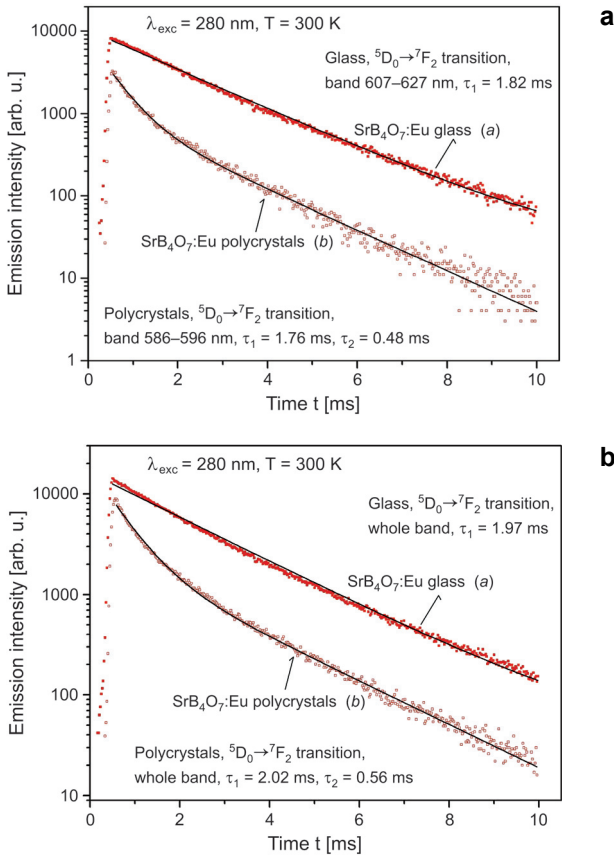 a
λexc = 280 nm, T = 300 K
10000
1000
100
10
1
Emission intensity [arb. u.]
Glass, ⁵D₀→⁷F₂ transition,
band 607–627 nm, τ₁ = 1.82 ms
SrB₄O₇:Eu glass (a)
SrB₄O₇:Eu polycrystals (b)
Polycrystals, ⁵D₀→⁷F₂ transition,
band 586–596 nm, τ₁ = 1.76 ms, τ₂ = 0.48 ms
0 2 4 6 8 10
Time t [ms]
b
λexc = 280 nm, T = 300 K
10000
1000
100
10
Emission intensity [arb. u.]
Glass, ⁵D₀→⁷F₂ transition,
whole band, τ₁ = 1.97 ms
SrB₄O₇:Eu glass (a)
SrB₄O₇:Eu polycrystals (b)
Polycrystals, ⁵D₀→⁷F₂ transition,
whole band, τ₁ = 2.02 ms, τ₂ = 0.56 ms
0 2 4 6 8 10
Time t [ms]